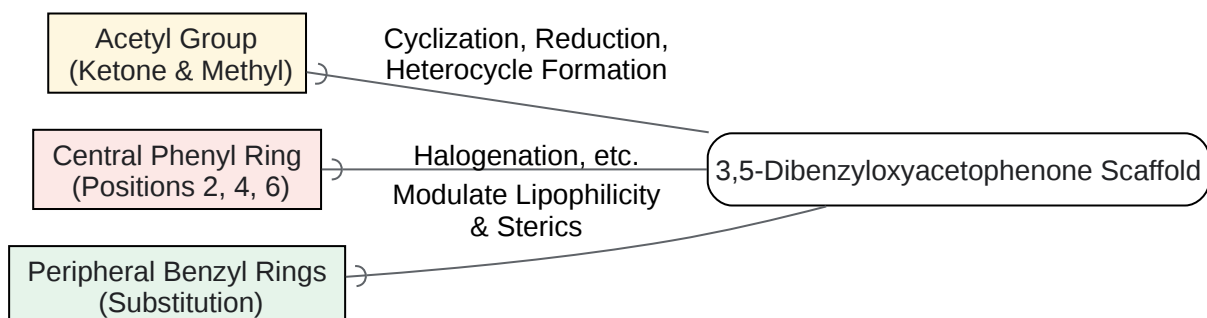 Acetyl Group
(Ketone & Methyl)
Cyclization, Reduction,
Heterocycle Formation
Central Phenyl Ring
(Positions 2, 4, 6)
Halogenation, etc.
3,5-Dibenzyloxyacetophenone Scaffold
Modulate Lipophilicity
& Sterics
Peripheral Benzyl Rings
(Substitution)